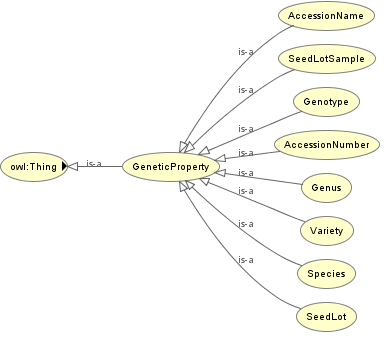 AccessionName
is-a
SeedLotSample
is-a
Genotype
is-a
AccessionNumber
is-a
owl:Thing
is-a
GeneticProperty
is-a
Genus
is-a
Variety
is-a
Species
is-a
SeedLot